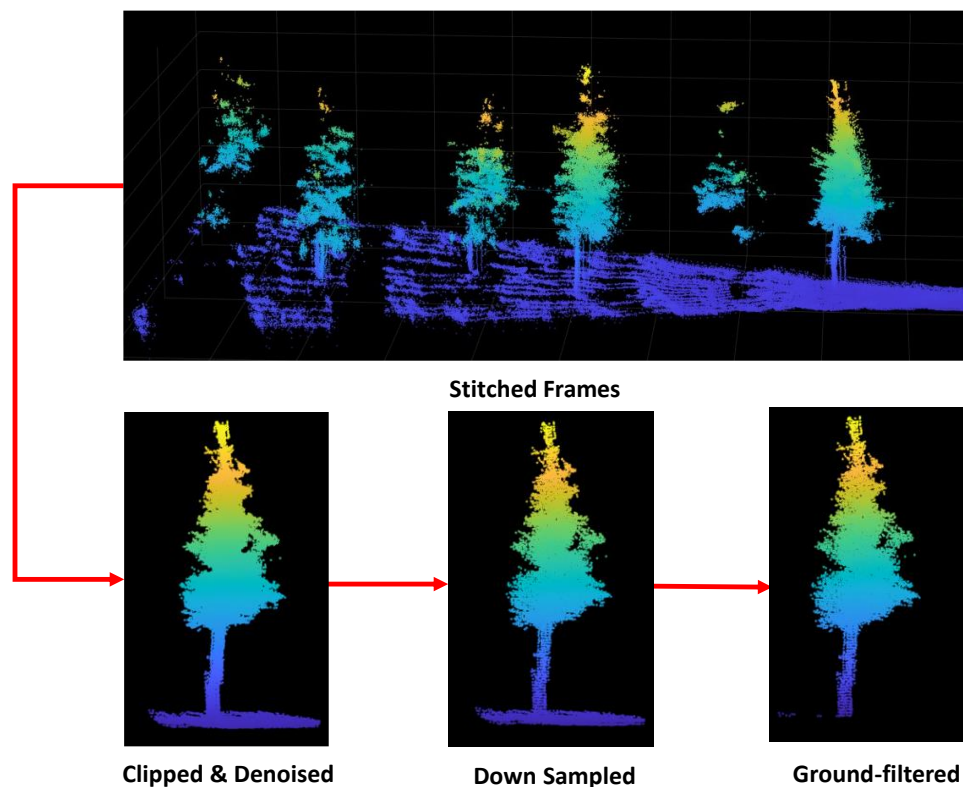 Stitched Frames
Clipped & Denoised
Down Sampled
Ground-filtered